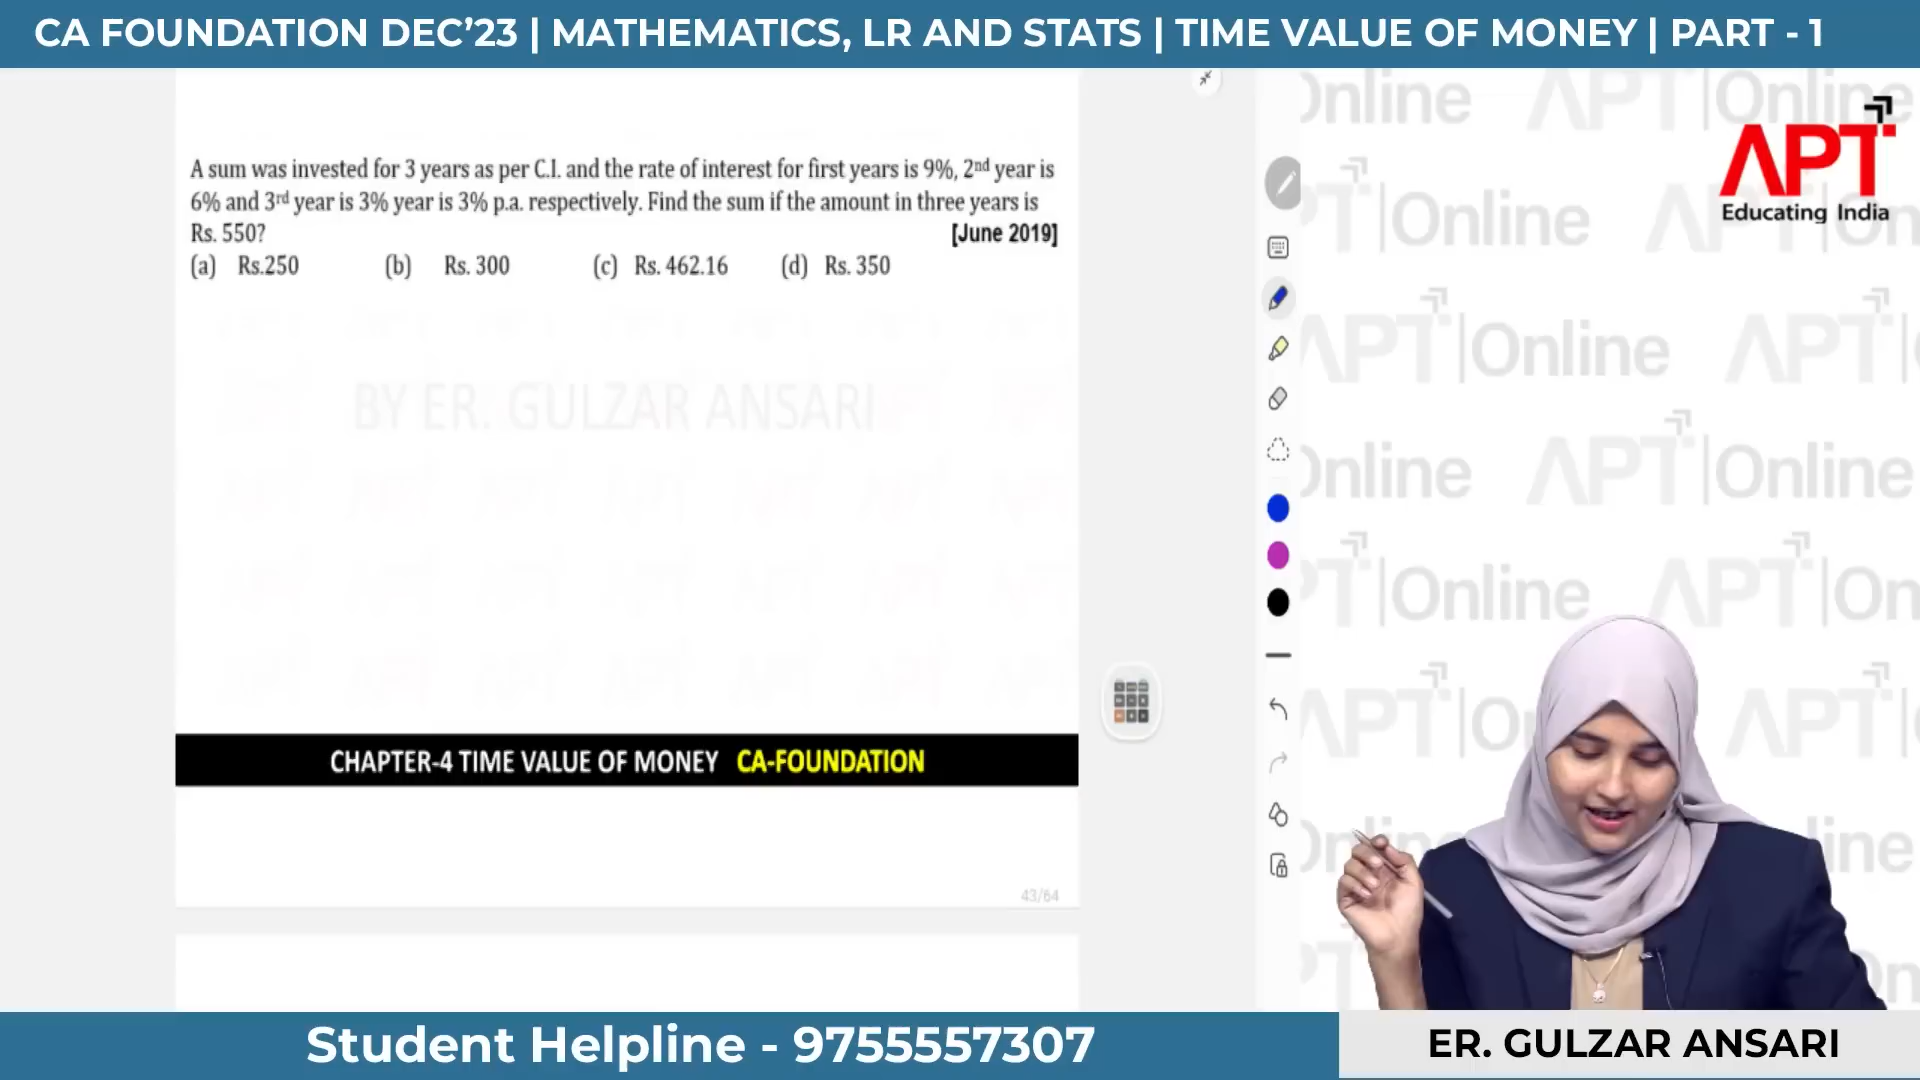 CA FOUNDATION DEC’23 | MATHEMATICS, LR AND STATS | TIME VALUE OF MONEY | PART - 1
A sum was invested for 3 years as per C.I. and the rate of interest for first years is 9%, 2nd year is
6% and 3rd year is 3% year is 3% p.a. respectively. Find the sum if the amount in three years is
Rs. 550? [June 2019]
(a) Rs.250 (b) Rs. 300 (c) Rs. 462.16 (d) Rs. 350
BY ER. GULZAR ANSARI
CHAPTER-4 TIME VALUE OF MONEY CA-FOUNDATION
43/64
APT
Educating India
APT|Online
Student Helpline - 9755557307
ER. GULZAR ANSARI